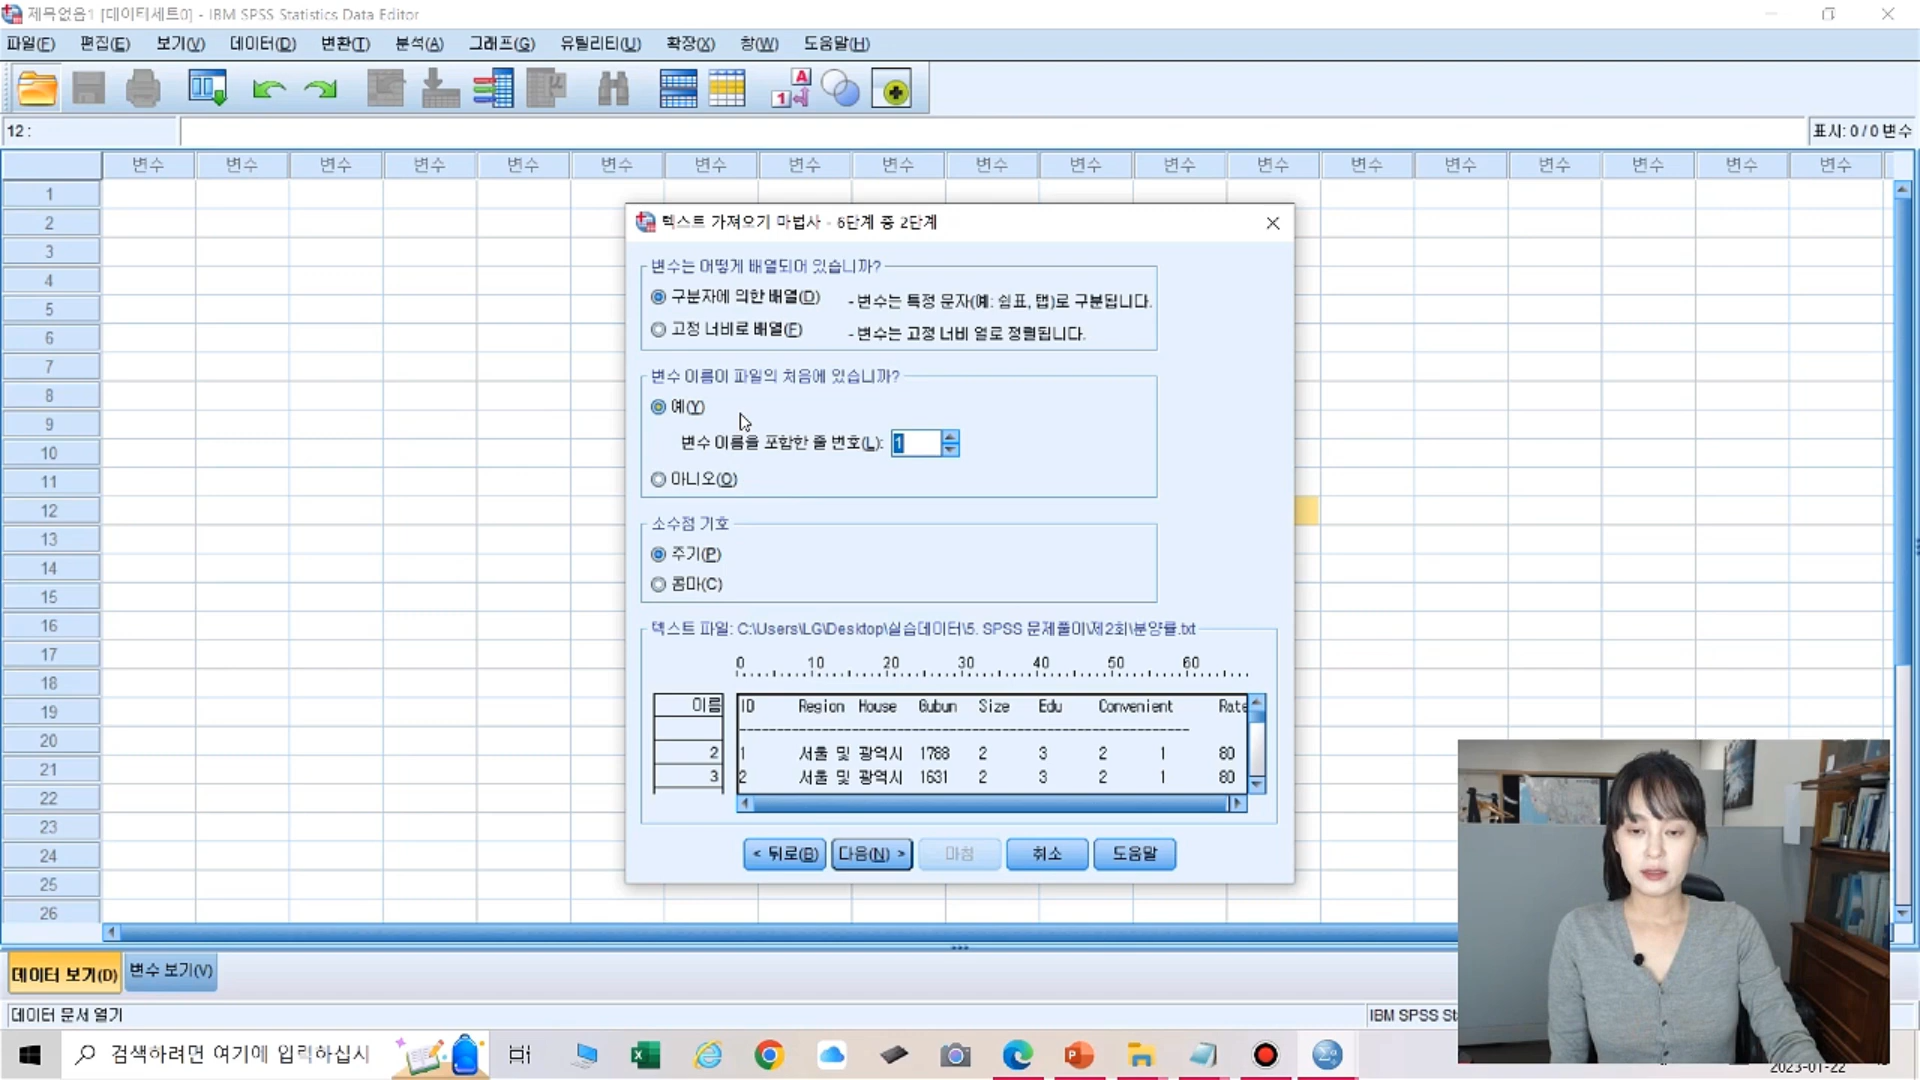 제목없음1 [데이터세트0] - IBM SPSS Statistics Data Editor
파일(F) 편집(E) 보기(V) 데이터(D) 변환(T) 분석(A) 그래프(G) 유틸리티(U) 확장(X) 창(W) 도움말(H)
12 :
표시: 0 / 0 변수
변수 변수 변수 변수 변수 변수 변수 변수 변수 변수 변수 변수 변수 변수 변수 변수 변수 변수 변수
1
2
3
4
5
6
7
8
9
10
11
12
13
14
15
16
17
18
19
20
21
22
23
24
25
26
텍스트 가져오기 마법사 - 6단계 중 2단계
변수는 어떻게 배열되어 있습니까?
구분자에 의한 배열(D) - 변수는 특정 문자(예: 쉼표, 탭)로 구분됩니다.
고정 너비로 배열(F) - 변수는 고정 너비 열로 정렬됩니다.
변수 이름이 파일의 처음에 있습니까?
예(Y)
변수 이름을 포함한 줄 번호(L): 1
아니오(O)
소수점 기호
주기(P)
콤마(C)
텍스트 파일: C:\Users\LG\Desktop\실습데이터\5. SPSS 문제풀이\제2회\분양률.txt
0 10 20 30 40 50 60
이름 ID Region House Gubun Size Edu Convenient Rate
2 1 서울 및 광역시 1788 2 3 2 1 80
3 2 서울 및 광역시 1631 2 3 2 1 80
< 뒤로(B) 다음(N) > 마침 취소 도움말
데이터 보기(D) 변수 보기(V)
데이터 문서 열기
IBM SPSS St
검색하려면 여기에 입력하십시
2023-01-22